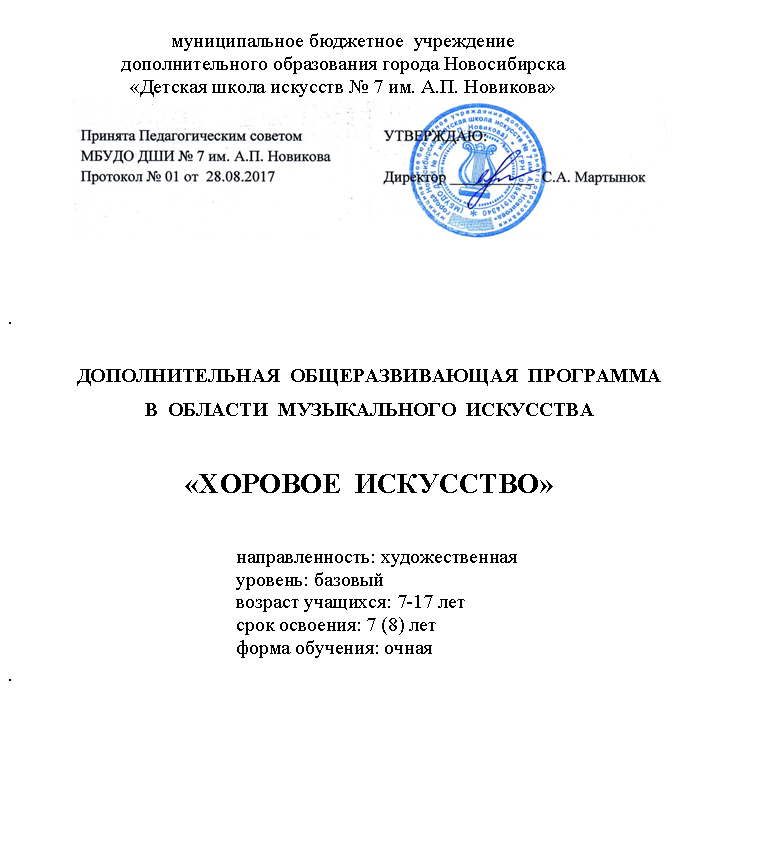 муниципальное бюджетное учреждение
дополнительного образования города Новосибирска
«Детская школа искусств № 7 им. А.П. Новикова»
Принята Педагогическим советом
МБУДО ДШИ № 7 им. А.П. Новикова
Протокол № 01 от 28.08.2017
УТВЕРЖДАЮ:
Директор ____________ С.А. Мартынюк
.
ДОПОЛНИТЕЛЬНАЯ ОБЩЕРАЗВИВАЮЩАЯ ПРОГРАММА
В ОБЛАСТИ МУЗЫКАЛЬНОГО ИСКУССТВА
«ХОРОВОЕ ИСКУССТВО»
направленность: художественная
уровень: базовый
возраст учащихся: 7-17 лет
срок освоения: 7 (8) лет
форма обучения: очная
.